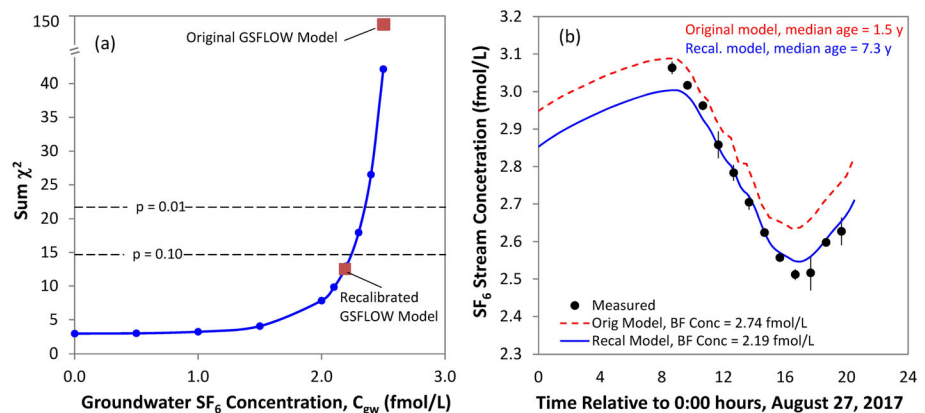 (a)
Original GSFLOW Model
150
40
35
30
25
20
15
10
5
0
p = 0.01
p = 0.10
Recalibrated
GSFLOW Model
Sum χ²
0.0 1.0 2.0 3.0
Groundwater SF₆ Concentration, C_gw (fmol/L)
(b)
Original model, median age = 1.5 y
Recal. model, median age = 7.3 y
3.2
3.1
3.0
2.9
2.8
2.7
2.6
2.5
2.4
2.3
SF₆ Stream Concetration (fmol/L)
Measured
Orig Model, BF Conc = 2.74 fmol/L
Recal Model, BF Conc = 2.19 fmol/L
0 4 8 12 16 20 24
Time Relative to 0:00 hours, August 27, 2017